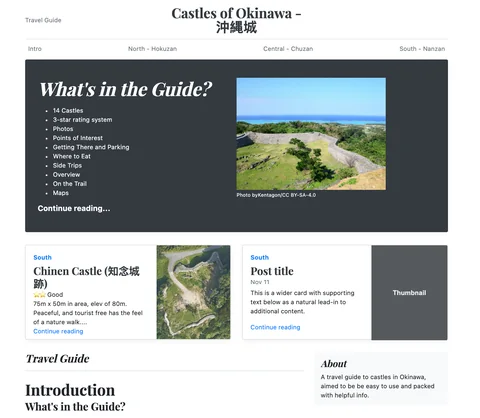 Travel Guide
Castles of Okinawa -
沖縄城
Intro
North - Hokuzan
Central - Chuzan
South - Nanzan
What's in the Guide?
14 Castles
3-star rating system
Photos
Points of Interest
Getting There and Parking
Where to Eat
Side Trips
Overview
On the Trail
Maps
Continue reading...
Photo byKentagon/CC BY-SA-4.0
South
Chinen Castle (知念城
跡)
Good
75m x 50m in area, elev of 80m.
Peaceful, and tourist free has the feel
of a nature walk....
Continue reading
South
Post title
Nov 11
This is a wider card with supporting
text below as a natural lead-in to
additional content.
Continue reading
Thumbnail
Travel Guide
Introduction
What's in the Guide?
About
A travel guide to castles in Okinawa,
aimed to be be easy to use and packed
with helpful info.